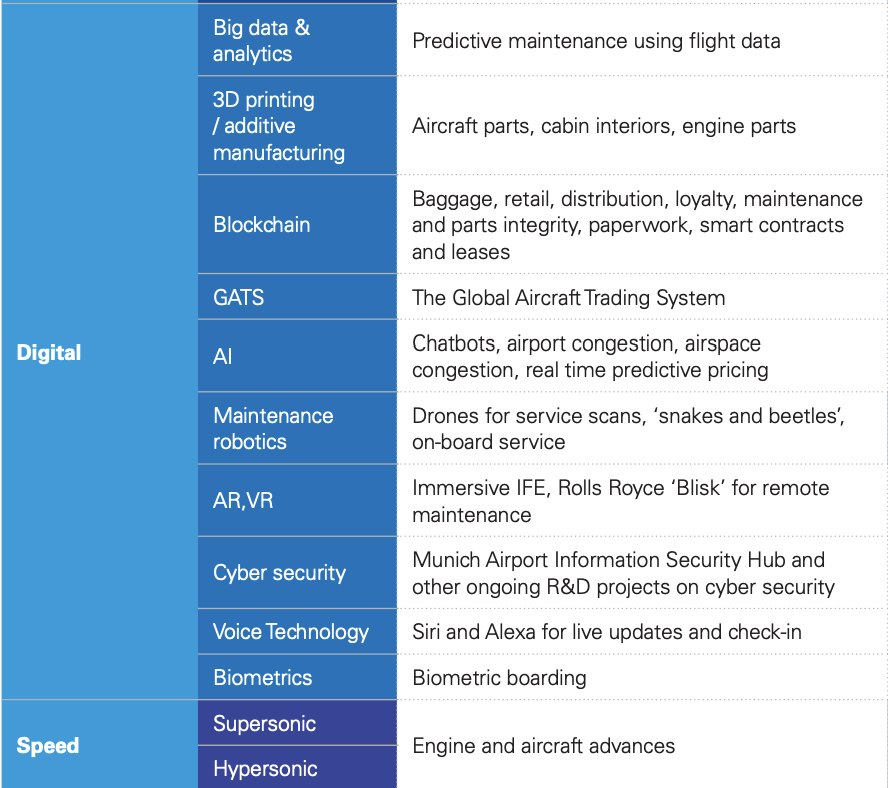 Digital
Big data &
analytics
Predictive maintenance using flight data
3D printing
/ additive
manufacturing
Aircraft parts, cabin interiors, engine parts
Blockchain
Baggage, retail, distribution, loyalty, maintenance
and parts integrity, paperwork, smart contracts
and leases
GATS
The Global Aircraft Trading System
AI
Chatbots, airport congestion, airspace
congestion, real time predictive pricing
Maintenance
robotics
Drones for service scans, ‘snakes and beetles’,
on-board service
AR,VR
Immersive IFE, Rolls Royce ‘Blisk’ for remote
maintenance
Cyber security
Munich Airport Information Security Hub and
other ongoing R&D projects on cyber security
Voice Technology
Siri and Alexa for live updates and check-in
Biometrics
Biometric boarding
Speed
Supersonic
Hypersonic
Engine and aircraft advances